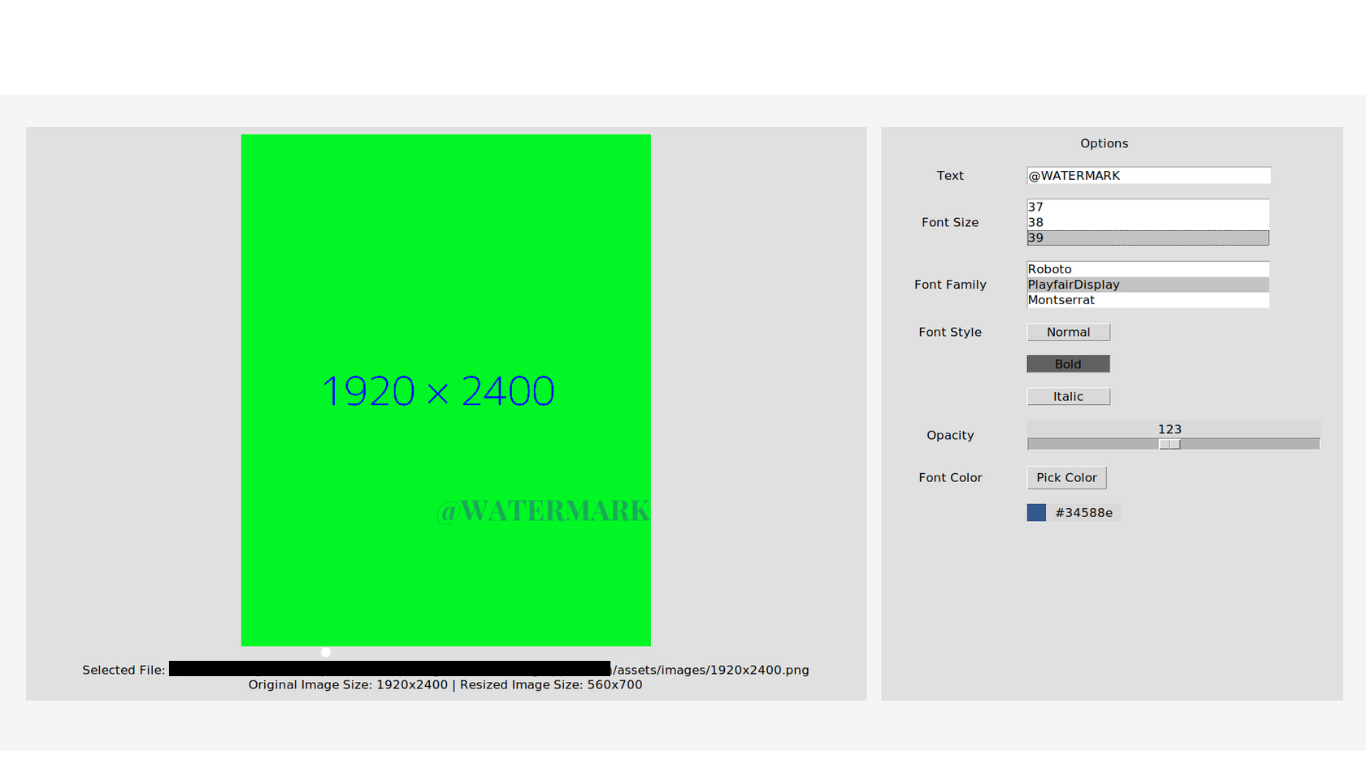 1920 × 2400
@WATERMARK
Selected File: /assets/images/1920x2400.png
Original Image Size: 1920x2400 | Resized Image Size: 560x700
Options
Text @WATERMARK
Font Size
37
38
39
Font Family
Roboto
PlayfairDisplay
Montserrat
Font Style Normal
Bold
Italic
Opacity
123
Font Color Pick Color
#34588e